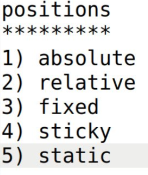 positions
*********
1) absolute
2) relative
3) fixed
4) sticky
5) static